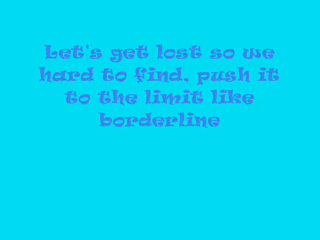 Let's get lost so we
hard to find, push it
to the limit like
borderline